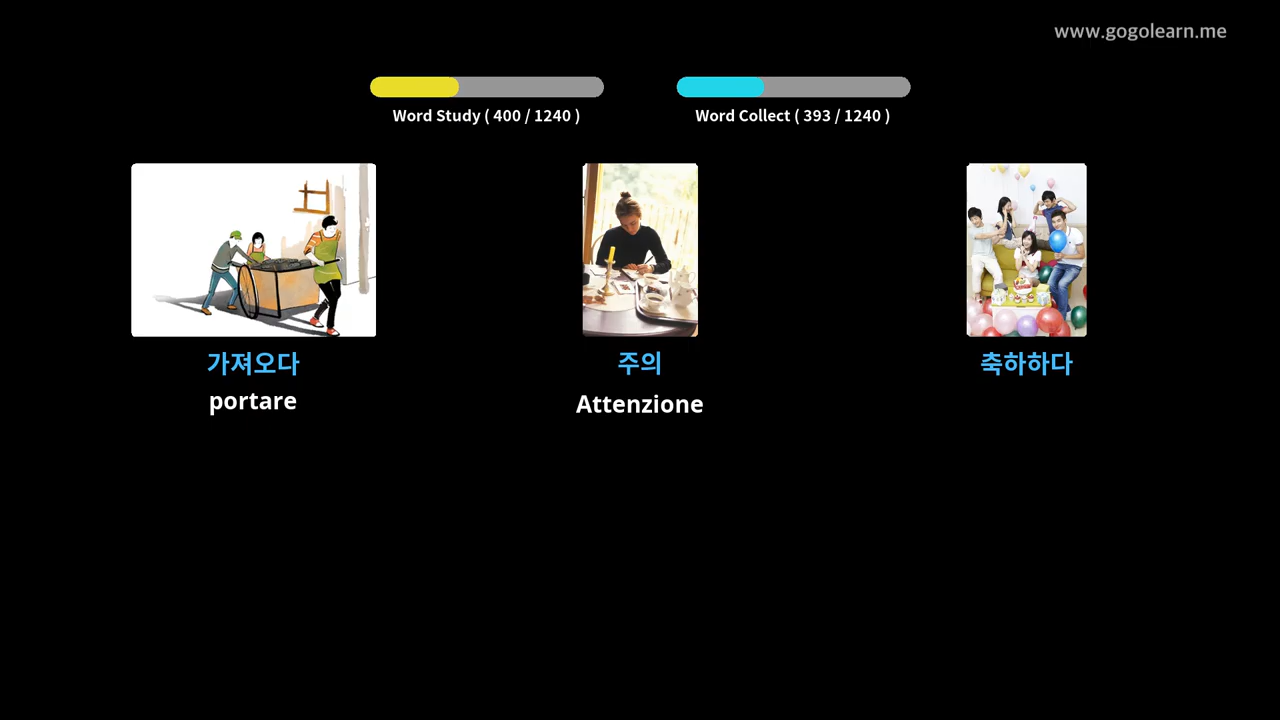 www.gogolearn.me
Word Study ( 400 / 1240 )
Word Collect ( 393 / 1240 )
가져오다
주의
축하하다
portare
Attenzione